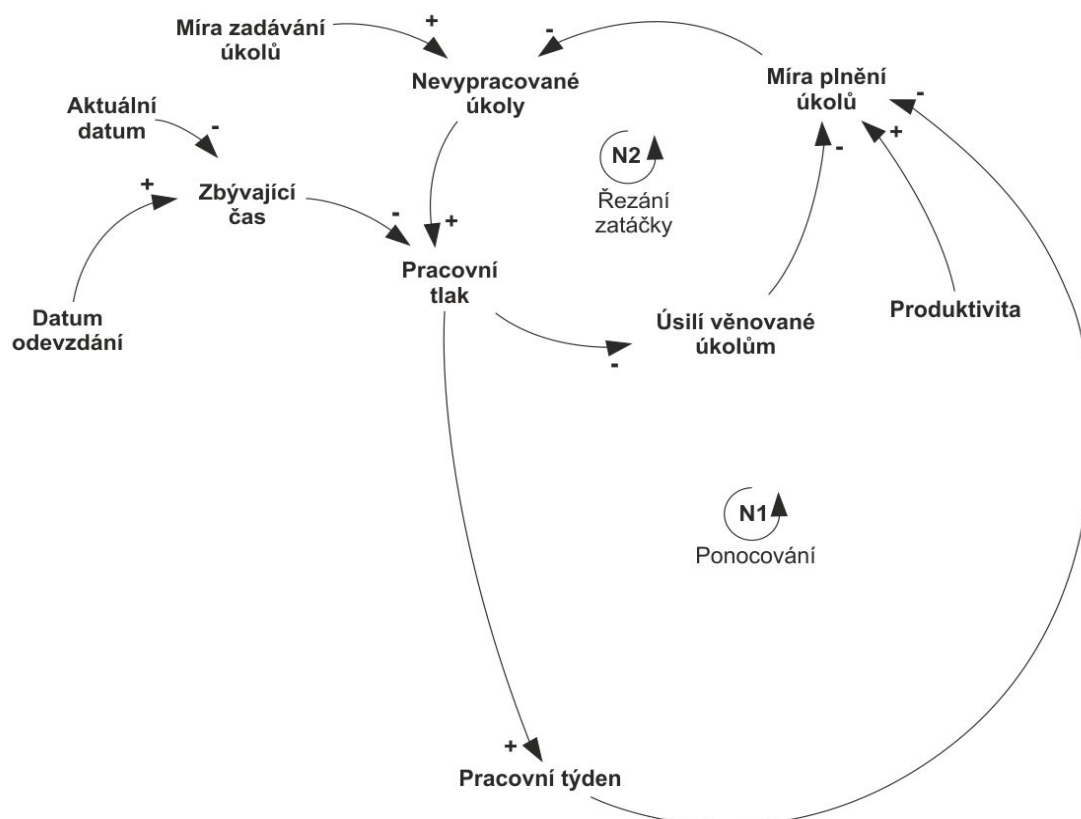 Míra zadávání
úkolů
+
-
+
Nevypracované
úkoly
Míra plnění
úkolů
-
+
-
Aktuální
datum
-
+
Zbývající
čas
-
+
N2
Řezání
zatáčky
Pracovní
tlak
Datum
odevzdání
Úsilí věnované
úkolům
-
Produktivita
N1
Ponocování
+
Pracovní týden